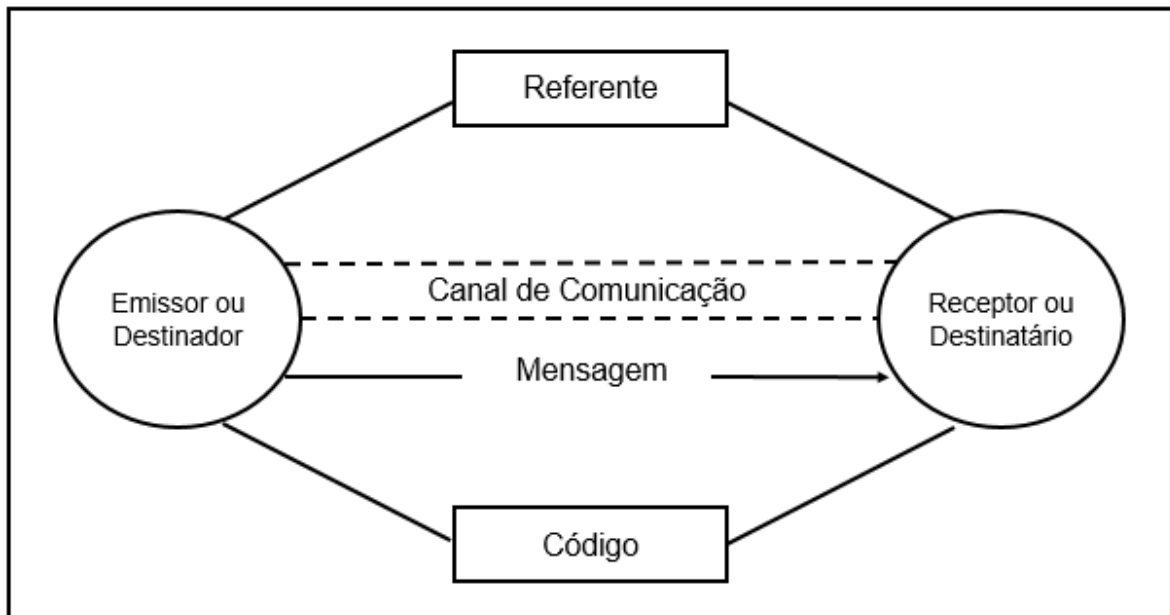 Referente
Emissor ou
Destinador
Canal de Comunicação
Mensagem
Receptor ou
Destinatário
Código